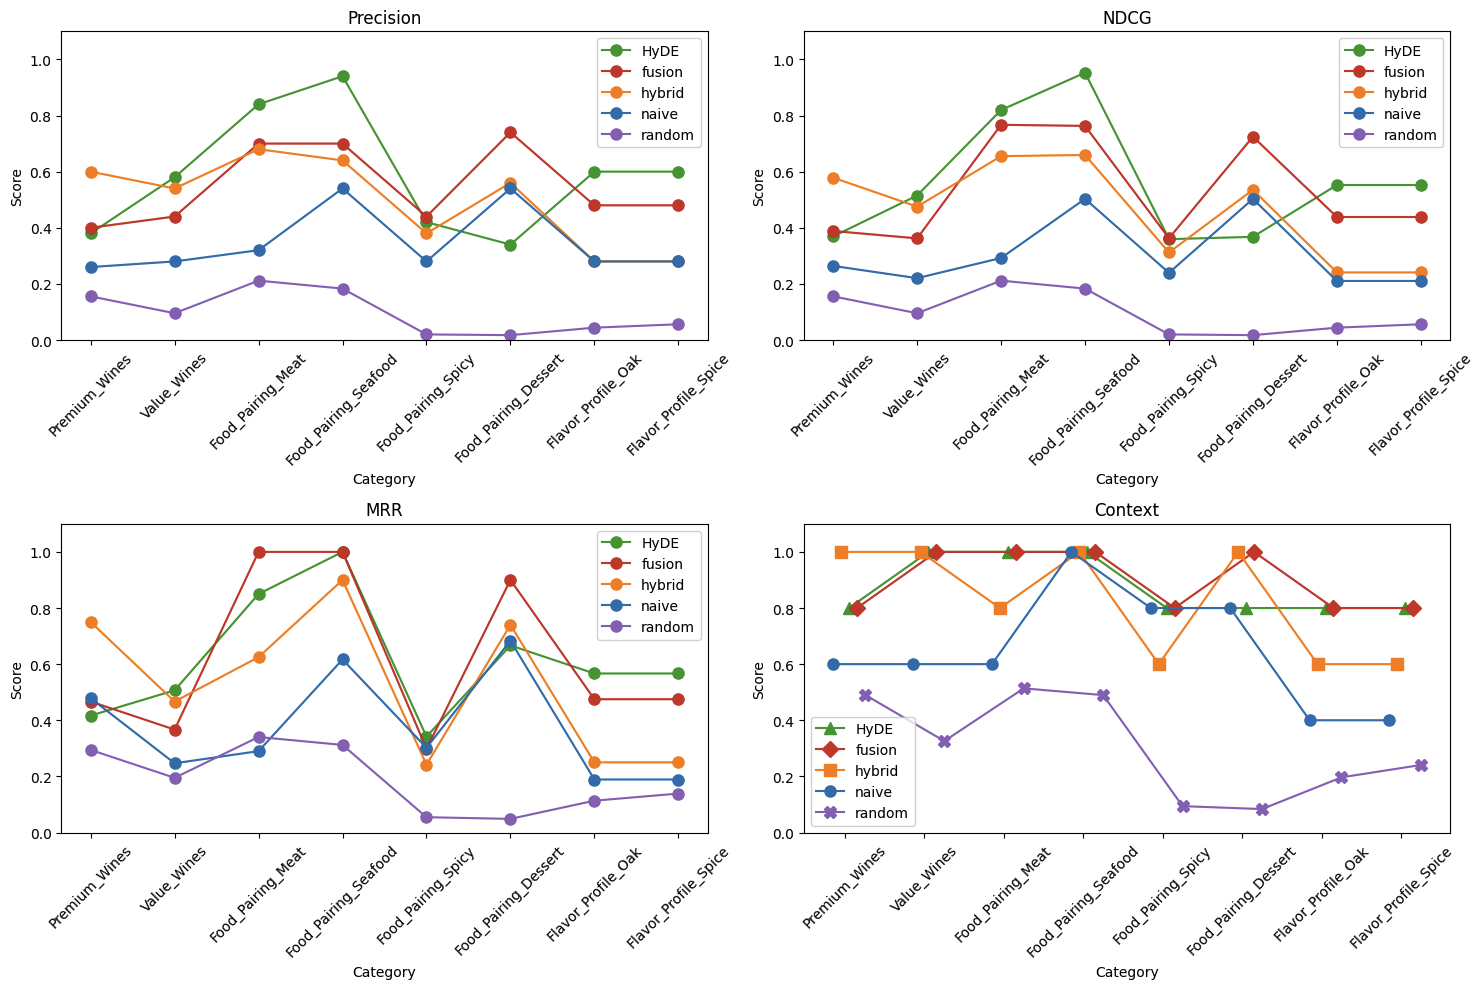 Precision
Score
1.0
0.8
0.6
0.4
0.2
0.0
HyDE
fusion
hybrid
naive
random
Premium_Wines
Value_Wines
Food_Pairing_Meat
Food_Pairing_Seafood
Food_Pairing_Spicy
Food_Pairing_Dessert
Flavor_Profile_Oak
Flavor_Profile_Spice
Category
NDCG
Score
1.0
0.8
0.6
0.4
0.2
0.0
HyDE
fusion
hybrid
naive
random
Premium_Wines
Value_Wines
Food_Pairing_Meat
Food_Pairing_Seafood
Food_Pairing_Spicy
Food_Pairing_Dessert
Flavor_Profile_Oak
Flavor_Profile_Spice
Category
MRR
Score
1.0
0.8
0.6
0.4
0.2
0.0
HyDE
fusion
hybrid
naive
random
Premium_Wines
Value_Wines
Food_Pairing_Meat
Food_Pairing_Seafood
Food_Pairing_Spicy
Food_Pairing_Dessert
Flavor_Profile_Oak
Flavor_Profile_Spice
Category
Context
Score
1.0
0.8
0.6
0.4
0.2
0.0
HyDE
fusion
hybrid
naive
random
Premium_Wines
Value_Wines
Food_Pairing_Meat
Food_Pairing_Seafood
Food_Pairing_Spicy
Food_Pairing_Dessert
Flavor_Profile_Oak
Flavor_Profile_Spice
Category